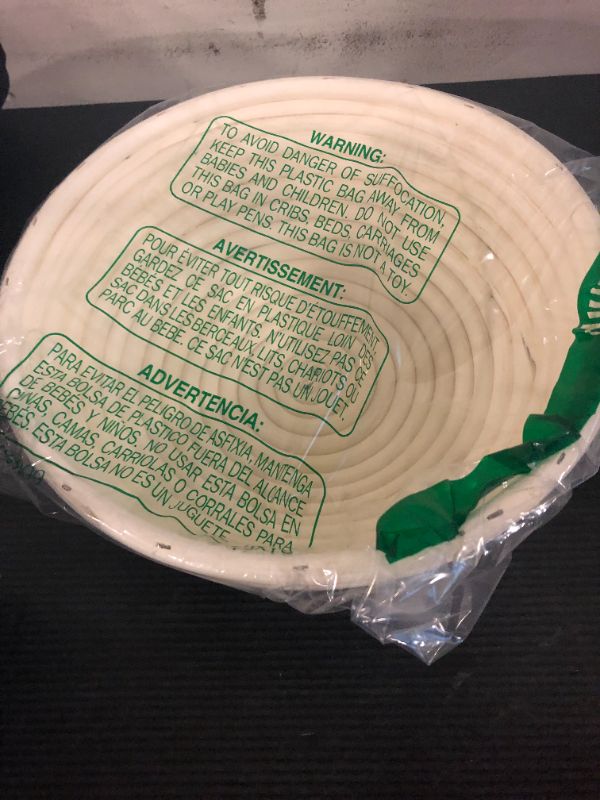 WARNING:
TO AVOID DANGER OF SUFFOCATION,
KEEP THIS PLASTIC BAG AWAY FROM
BABIES AND CHILDREN. DO NOT USE
THIS BAG IN CRIBS, BEDS, CARRIAGES
OR PLAY PENS. THIS BAG IS NOT A TOY.
AVERTISSEMENT:
POUR ÉVITER TOUT RISQUE D'ÉTOUFFEMENT,
GARDEZ CE SAC EN PLASTIQUE LOIN DES
BÉBÉS ET LES ENFANTS. N'UTILISEZ PAS CE
SAC DANS LES BERCEAUX, LITS, CHARIOTS OU
PARC AU BEBE. CE SAC N'EST PAS UN JOUET.
ADVERTENCIA:
PARA EVITAR EL PELIGRO DE ASFIXIA, MANTENGA
ESTA BOLSA DE PLASTICO FUERA DEL ALCANCE
DE BEBÉS Y NIÑOS. NO USAR ESTA BOLSA EN
CAMAS, CARRIOLAS O CORRALES PARA
ESTA BOLSA NO ES UN JUGUETE.